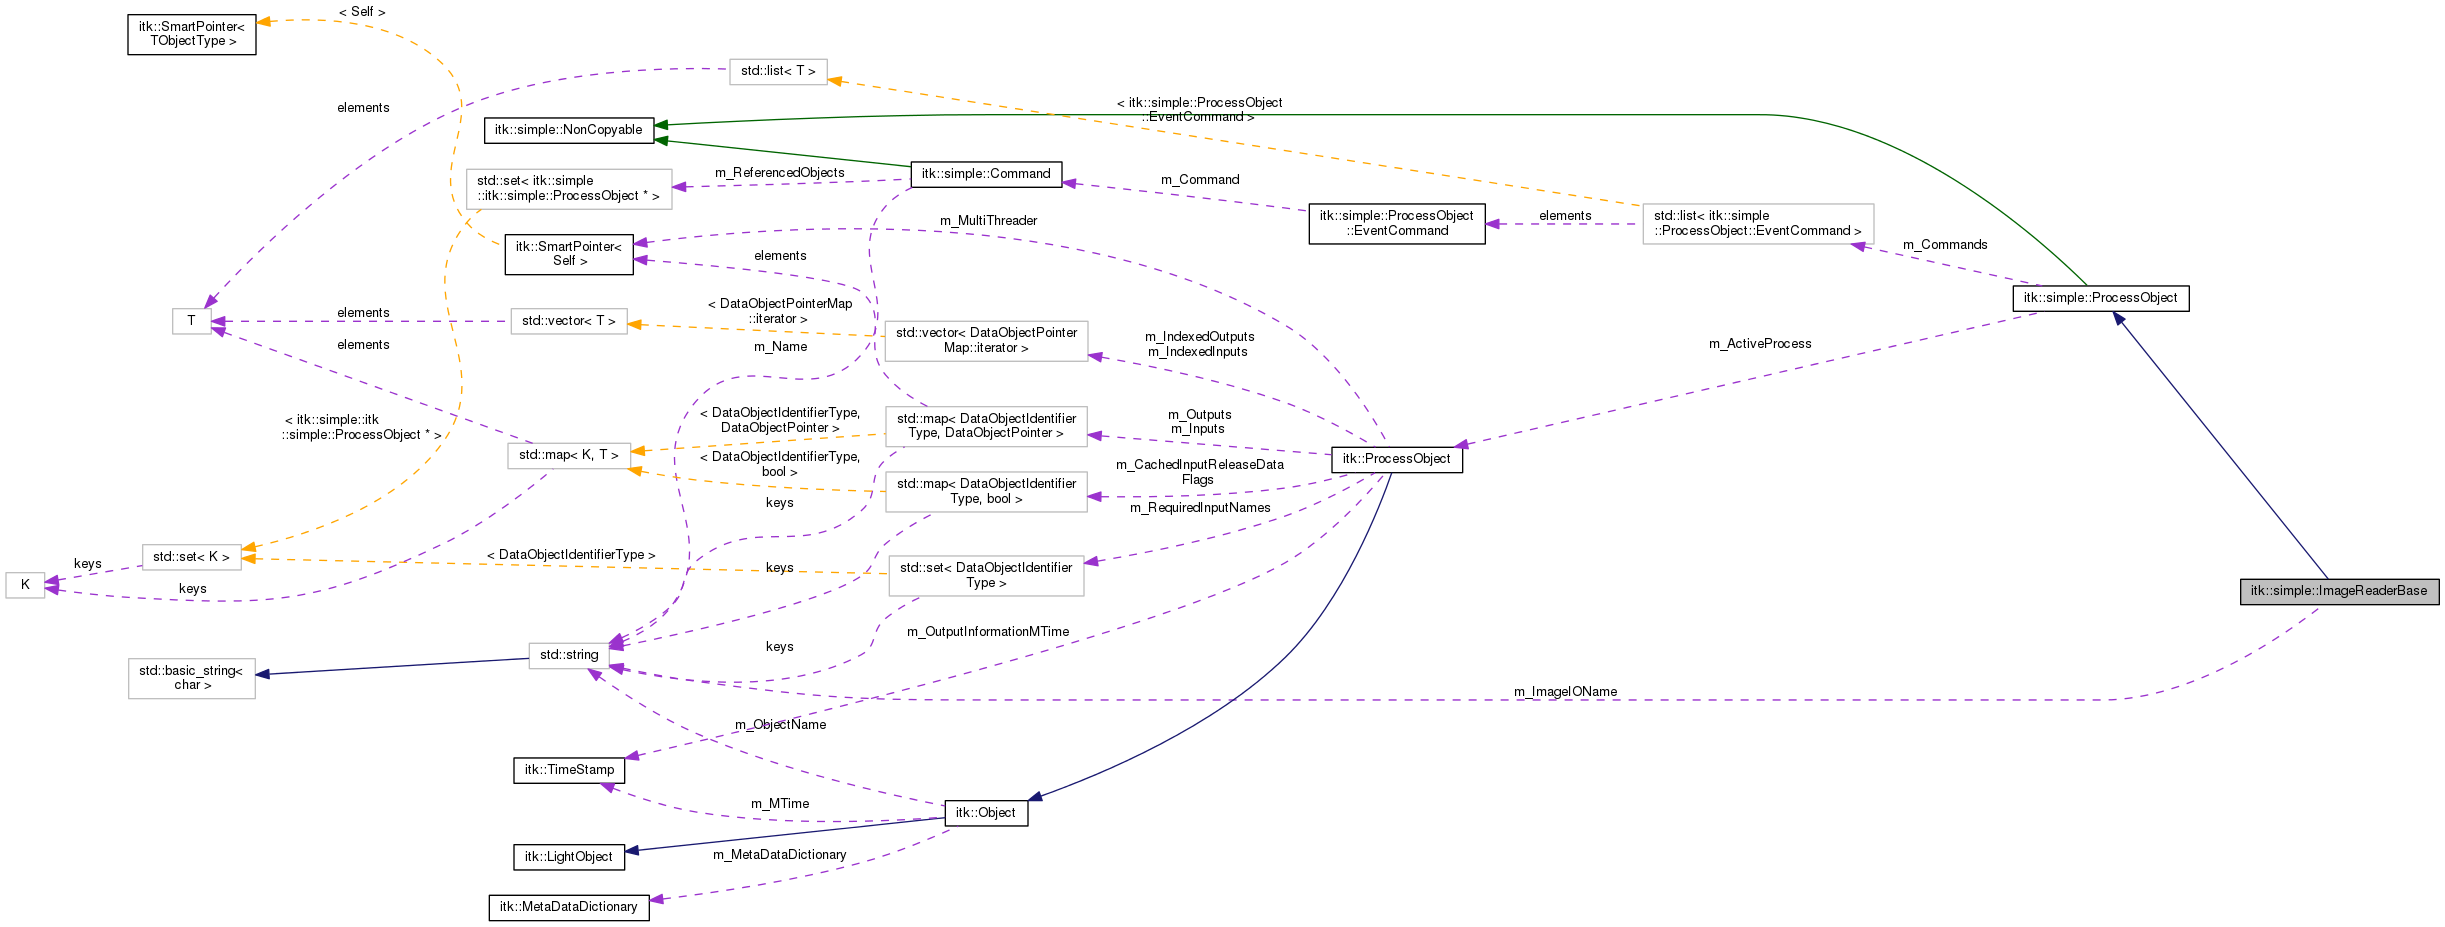 < Self >
itk::SmartPointer<
TObjectType >
std::list< T >
elements
< itk::simple::ProcessObject
::EventCommand >
itk::simple::NonCopyable
itk::simple::Command
m_ReferencedObjects
std::set< itk::simple
::itk::simple::ProcessObject * >
m_Command
itk::simple::ProcessObject
::EventCommand
elements
std::list< itk::simple
::ProcessObject::EventCommand >
m_MultiThreader
itk::SmartPointer<
Self >
elements
m_Commands
itk::simple::ProcessObject
T
elements
std::vector< T >
< DataObjectPointerMap
::iterator >
std::vector< DataObjectPointer
Map::iterator >
m_IndexedOutputs
m_IndexedInputs
m_ActiveProcess
elements
m_Name
< itk::simple::itk
::simple::ProcessObject * >
std::map< K, T >
< DataObjectIdentifierType,
DataObjectPointer >
std::map< DataObjectIdentifier
Type, DataObjectPointer >
m_Outputs
m_Inputs
itk::ProcessObject
< DataObjectIdentifierType,
bool >
std::map< DataObjectIdentifier
Type, bool >
m_CachedInputReleaseData
Flags
keys
m_RequiredInputNames
std::set< K >
< DataObjectIdentifierType >
keys
std::set< DataObjectIdentifier
Type >
K
keys
keys
itk::simple::ImageReaderBase
m_OutputInformationMTime
keys
std::string
std::basic_string<
char >
m_ImageIOName
m_ObjectName
itk::TimeStamp
m_MTime
itk::Object
itk::LightObject
m_MetaDataDictionary
itk::MetaDataDictionary